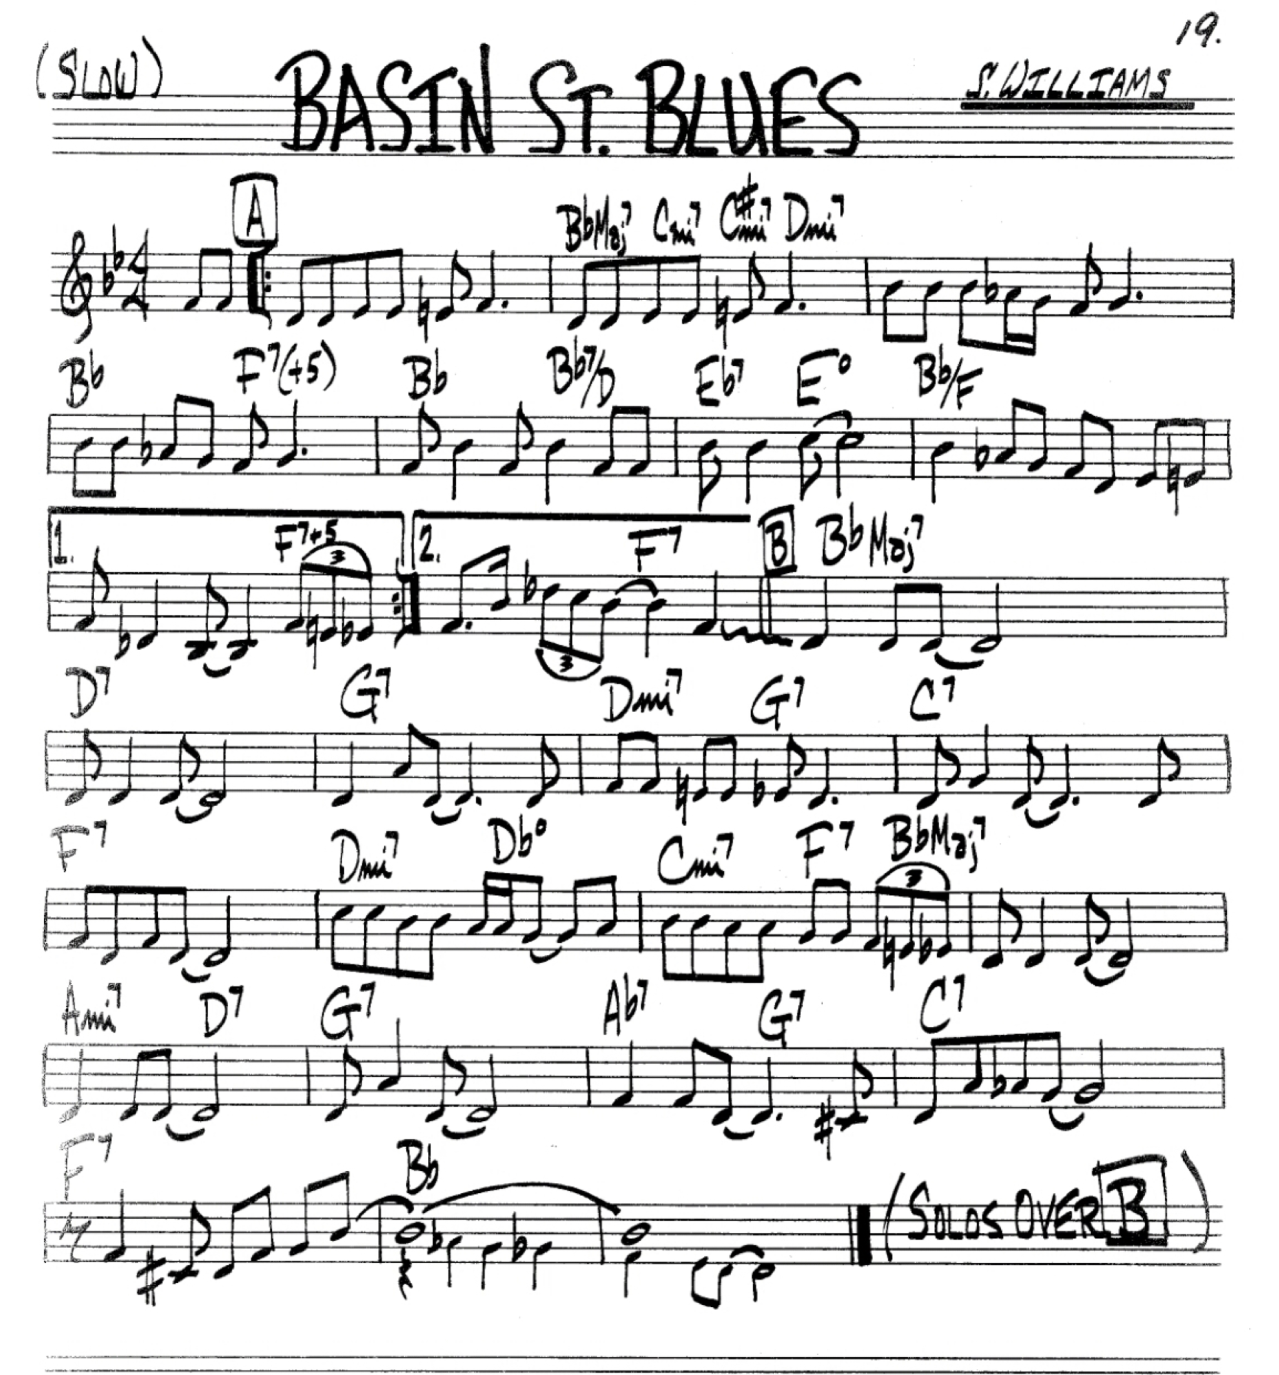 19.
(SLOW)
BASIN ST. BLUES
S. WILLIAMS
A
BbMaj7 Cmi7 C#mi7 Dmi7
4
4
Bb F7(+5) Bb Bb7/D Eb7 E° Bb/F
1. F7+5 2. F7 B BbMaj7
3
3
D7 G7 Dmi7 G7 C7
F7 Dmi7 Db° Cmi7 F7 BbMaj7
3
Ami7 D7 G7 Ab7 G7 C7
F7 Bb
(SOLOS OVER B)